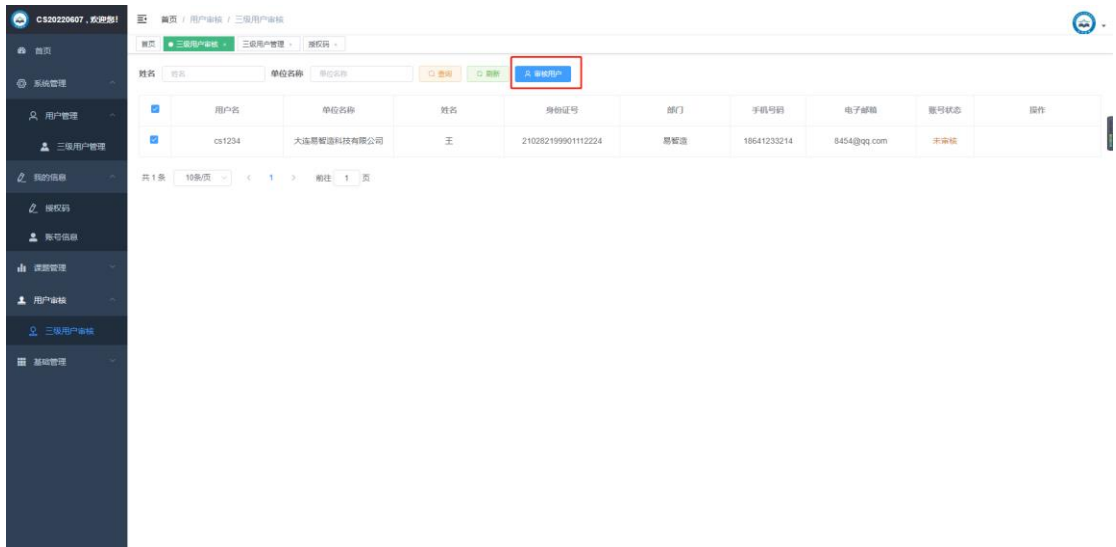 CS20220607 , 欢迎您!
首页 / 用户审核 / 三级用户审核
首页
三级用户审核 ×
三级用户管理 ×
授权码 ×
首页
系统管理
用户管理
三级用户管理
我的信息
授权码
账号信息
课题管理
用户审核
三级用户审核
基础管理
姓名 姓名 单位名称 单位名称 查询 刷新 审核用户
用户名 单位名称 姓名 身份证号 部门 手机号码 电子邮箱 账号状态 操作
cs1234 大连易智造科技有限公司 王 210282199901112224 易智造 18641233214 8454@qq.com 未审核
共 1 条 10条/页 < 1 > 前往 1 页